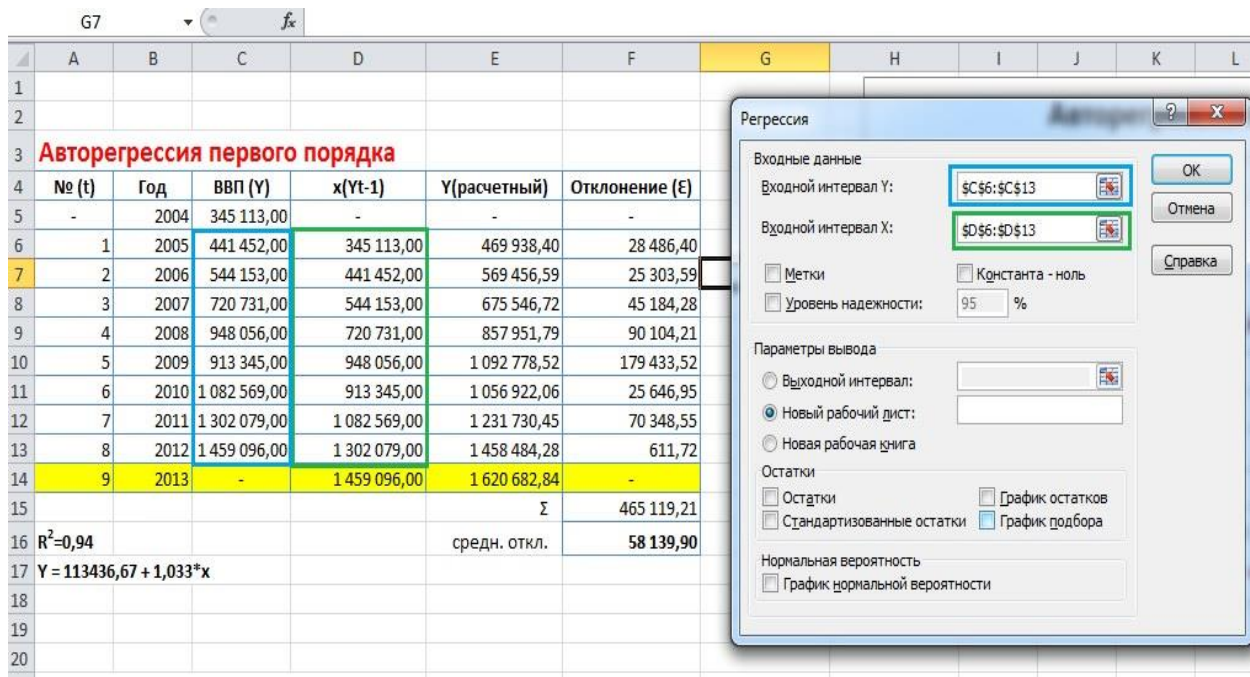 G7 fx
A B C D E F G H I J K L
1
2
3 Авторегрессия первого порядка
4 № (t) Год ВВП (Y) x(Yt-1) Y(расчетный) Отклонение (Ɛ)
5 - 2004 345 113,00 - - -
6 1 2005 441 452,00 345 113,00 469 938,40 28 486,40
7 2 2006 544 153,00 441 452,00 569 456,59 25 303,59
8 3 2007 720 731,00 544 153,00 675 546,72 45 184,28
9 4 2008 948 056,00 720 731,00 857 951,79 90 104,21
10 5 2009 913 345,00 948 056,00 1 092 778,52 179 433,52
11 6 2010 1 082 569,00 913 345,00 1 056 922,06 25 646,95
12 7 2011 1 302 079,00 1 082 569,00 1 231 730,45 70 348,55
13 8 2012 1 459 096,00 1 302 079,00 1 458 484,28 611,72
14 9 2013 - 1 459 096,00 1 620 682,84 -
15 Σ 465 119,21
16 R²=0,94 средн. откл. 58 139,90
17 Y = 113436,67 + 1,033*x
18
19
20
Регрессия
?
X
Входные данные
Входной интервал Y: $C$6:$C$13
Входной интервал X: $D$6:$D$13
Метки Константа - ноль
Уровень надежности: 95 %
OK
Отмена
Справка
Параметры вывода
Выходной интервал:
Новый рабочий лист:
Новая рабочая книга
Остатки
Остатки График остатков
Стандартизованные остатки График подбора
Нормальная вероятность
График нормальной вероятности